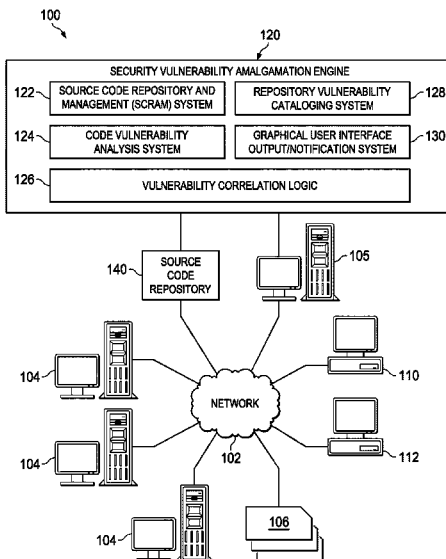 100
120
SECURITY VULNERABILITY AMALGAMATION ENGINE
122
SOURCE CODE REPOSITORY AND
MANAGEMENT (SCRAM) SYSTEM
REPOSITORY VULNERABILITY
CATALOGING SYSTEM
128
124
CODE VULNERABILITY
ANALYSIS SYSTEM
GRAPHICAL USER INTERFACE
OUTPUT/NOTIFICATION SYSTEM
130
126
VULNERABILITY CORRELATION LOGIC
140
SOURCE
CODE
REPOSITORY
105
104
110
NETWORK
102
104
112
104
106